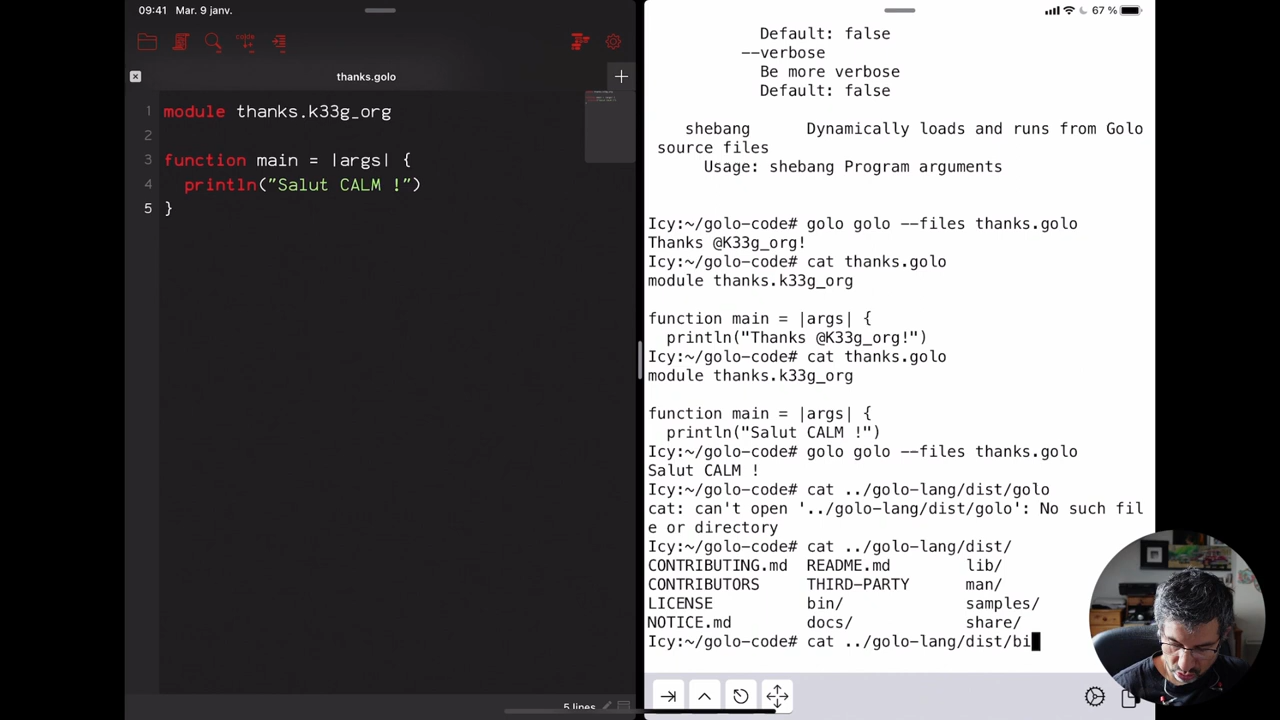 09:41 Mar. 9 janv.
thanks.golo
1 module thanks.k33g_org
2
3 function main = |args| {
4 println("Salut CALM !")
5 }
5 lines
67 %
Default: false
--verbose
Be more verbose
Default: false
shebang Dynamically loads and runs from Golo
source files
Usage: shebang Program arguments
Icy:~/golo-code# golo golo --files thanks.golo
Thanks @K33g_org!
Icy:~/golo-code# cat thanks.golo
module thanks.k33g_org
function main = |args| {
println("Thanks @K33g_org!")
Icy:~/golo-code# cat thanks.golo
module thanks.k33g_org
function main = |args| {
println("Salut CALM !")
Icy:~/golo-code# golo golo --files thanks.golo
Salut CALM !
Icy:~/golo-code# cat ../golo-lang/dist/golo
cat: can't open '../golo-lang/dist/golo': No such fil
e or directory
Icy:~/golo-code# cat ../golo-lang/dist/
CONTRIBUTING.md README.md lib/
CONTRIBUTORS THIRD-PARTY man/
LICENSE bin/ samples/
NOTICE.md docs/ share/
Icy:~/golo-code# cat ../golo-lang/dist/bi